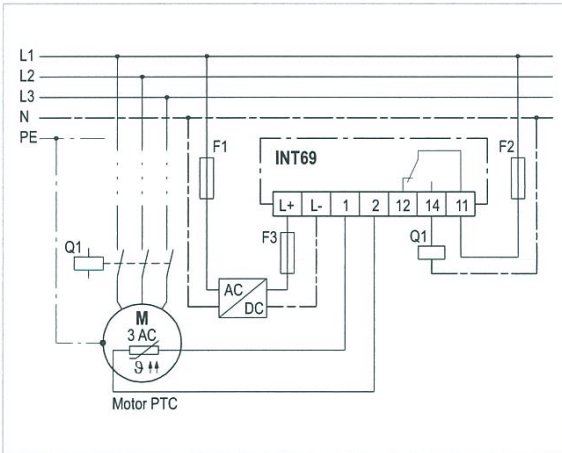 L1
L2
L3
N
PE
F1
INT69
F2
L+ L- 1 2 12 14 11
Q1
F3
Q1
AC
DC
M
3 AC
ϑ
Motor PTC